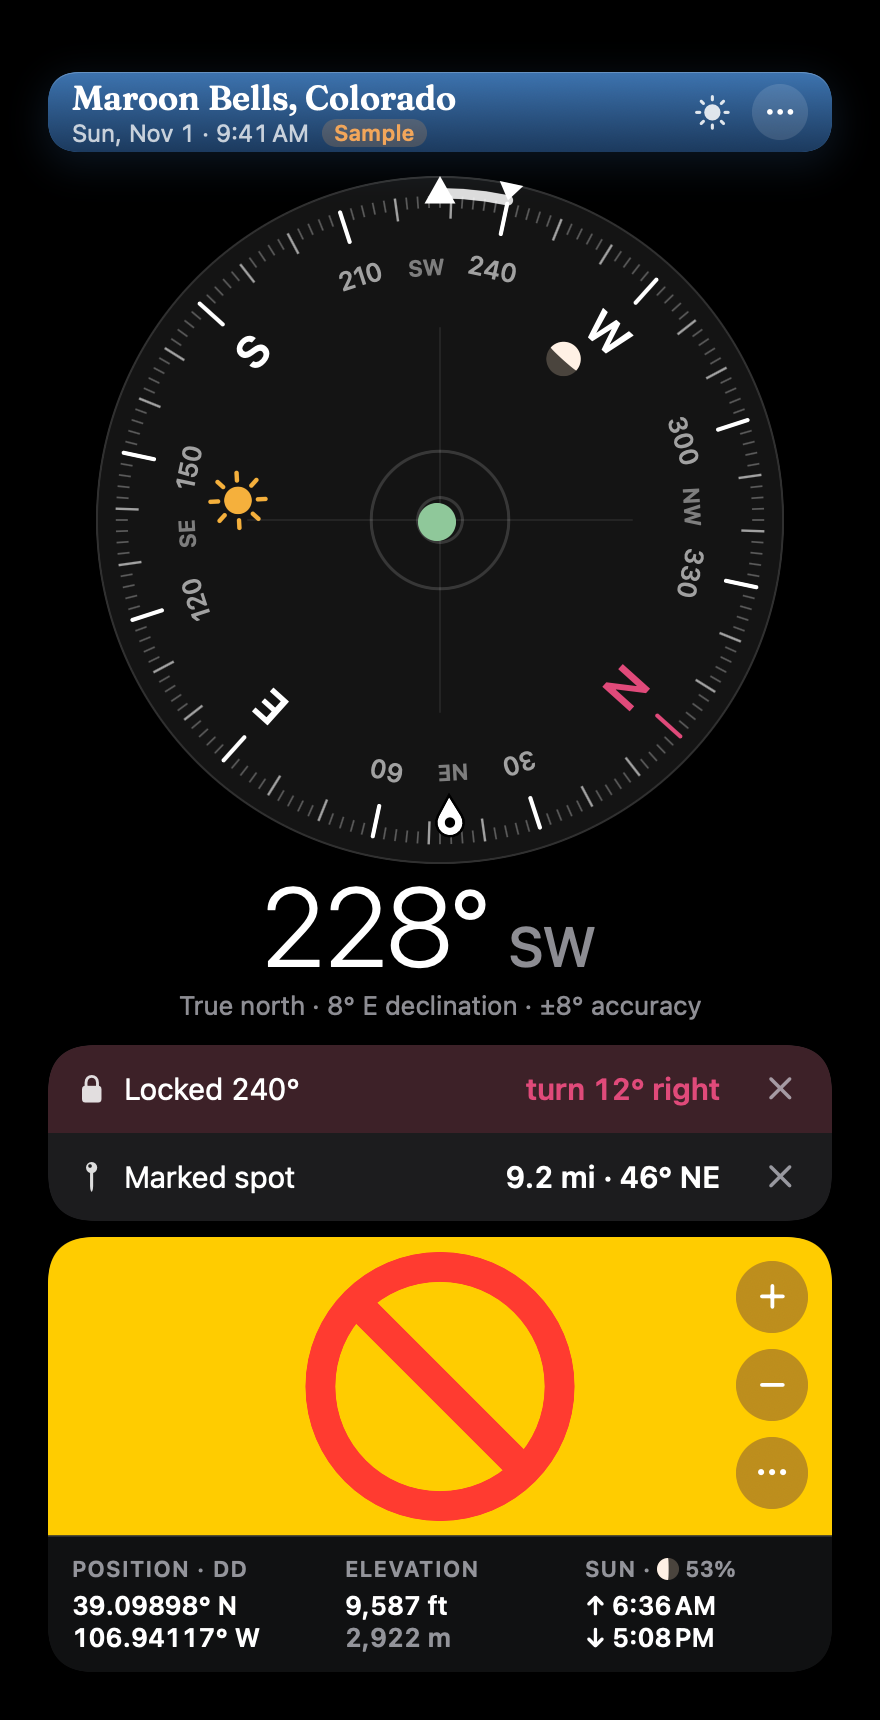 Maroon Bells, Colorado
Sun, Nov 1 · 9:41 AM Sample
210 SW 240
S W
150 300
SE NW
120 330
E N
60 NE 30
228° SW
True north · 8° E declination · ±8° accuracy
Locked 240° turn 12° right
Marked spot 9.2 mi · 46° NE
POSITION · DD ELEVATION SUN · 53%
39.09898° N 9,587 ft ↑ 6:36 AM
106.94117° W 2,922 m ↓ 5:08 PM